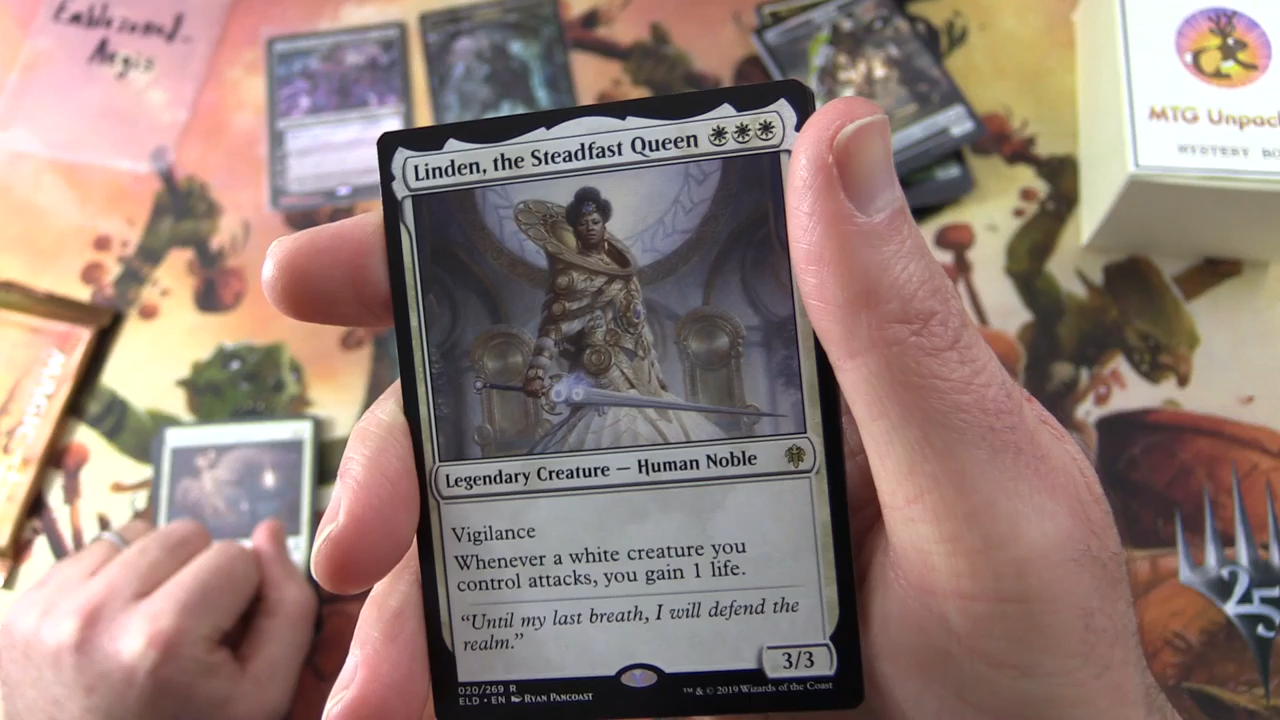 Emblazoned
Aegis
MTG Unpack
MYSTERY BO
Linden, the Steadfast Queen
Legendary Creature — Human Noble
Vigilance
Whenever a white creature you
control attacks, you gain 1 life.
“Until my last breath, I will defend the
realm.”
3/3
020/269 R
ELD • EN RYAN PANCOAST
™ & © 2019 Wizards of the Coast
25